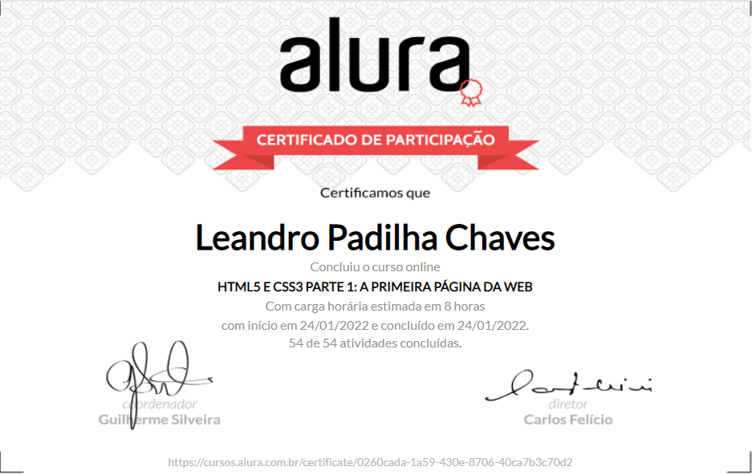 alura
CERTIFICADO DE PARTICIPAÇÃO
Certificamos que
Leandro Padilha Chaves
Concluiu o curso online
HTML5 E CSS3 PARTE 1: A PRIMEIRA PÁGINA DA WEB
Com carga horária estimada em 8 horas
com início em 24/01/2022 e concluído em 24/01/2022.
54 de 54 atividades concluídas.
coordenador
Guilherme Silveira
diretor
Carlos Felício
https://cursos.alura.com.br/certificate/0260cada-1a59-430e-8706-40ca7b3c70d2